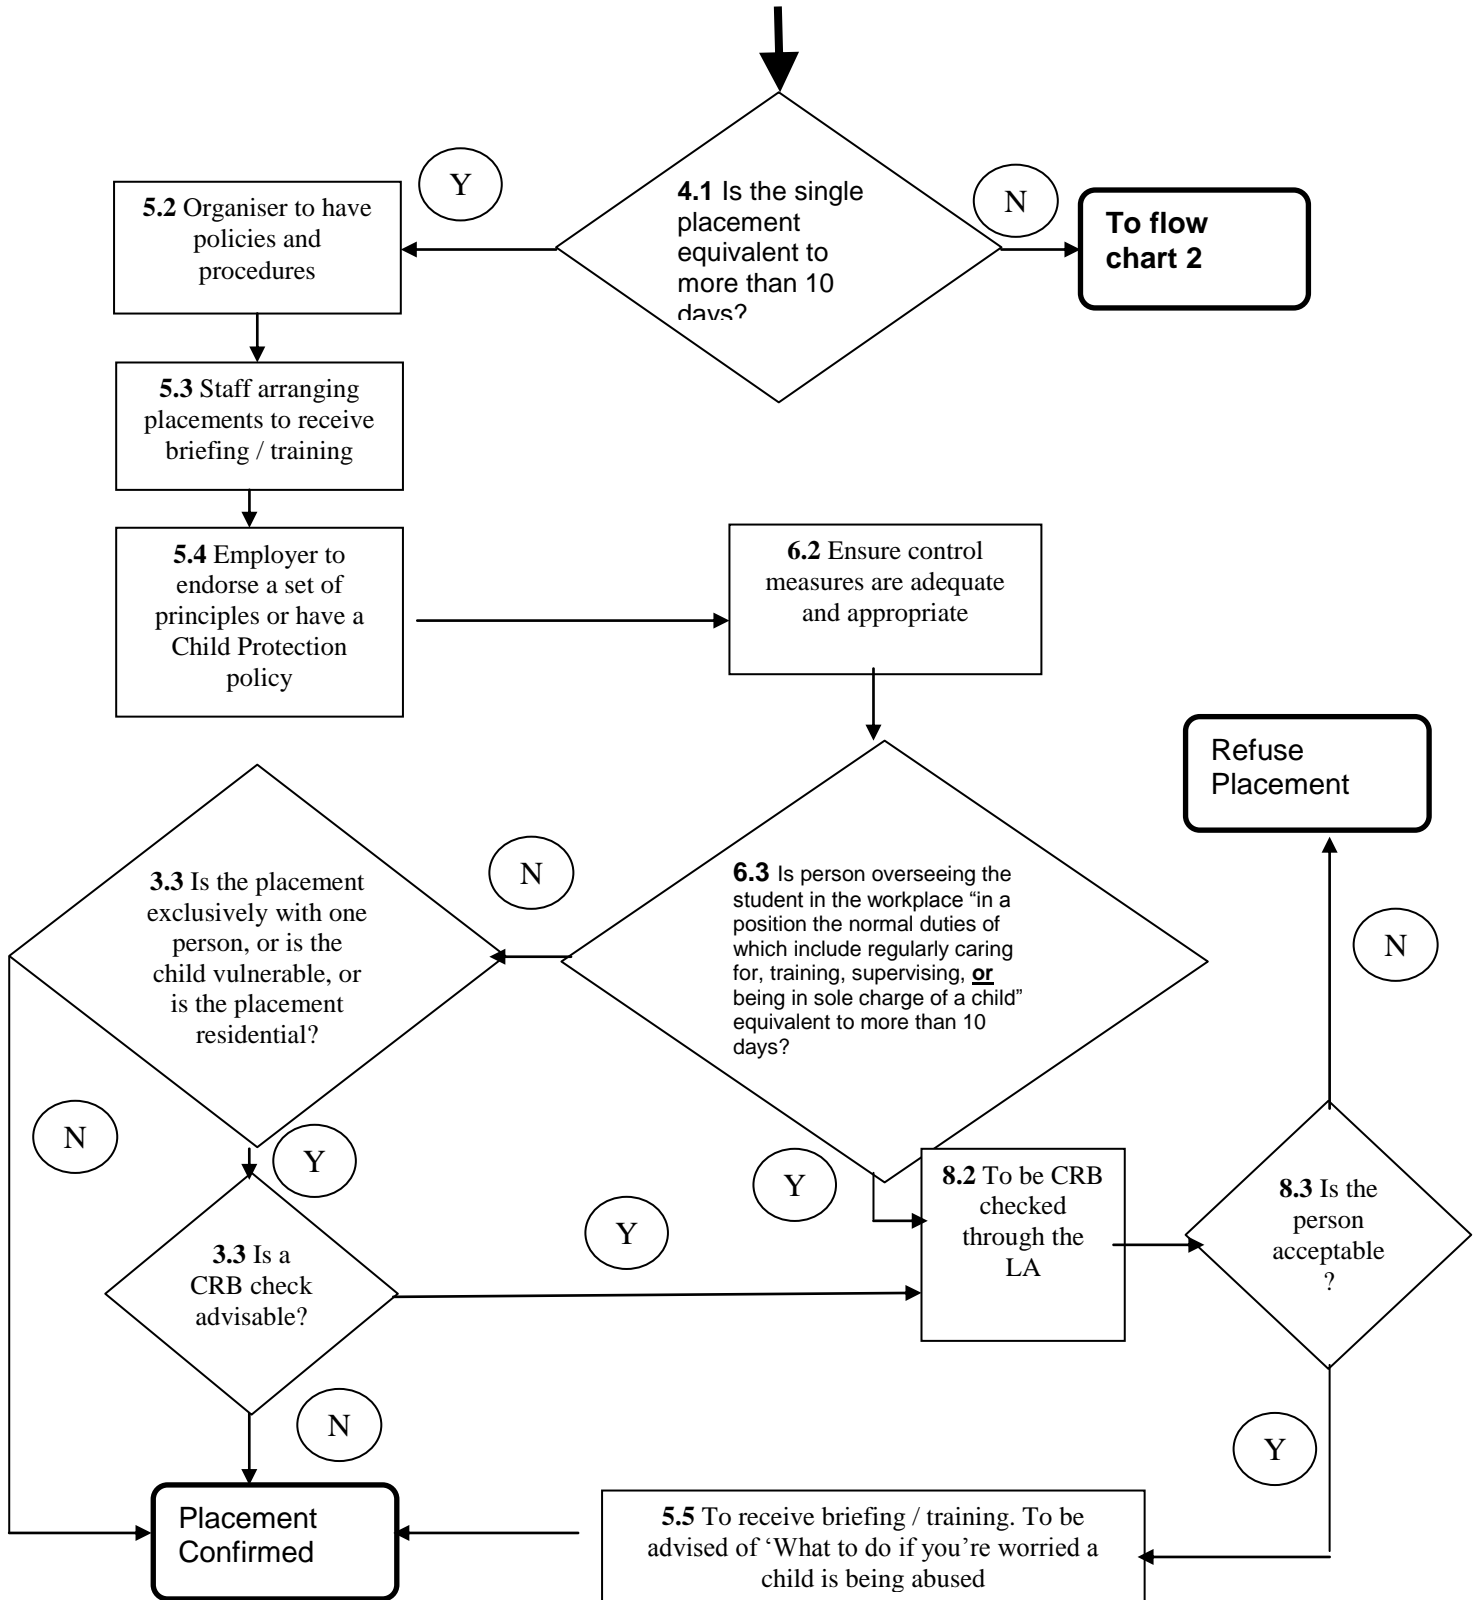 Y
5.2 Organiser to have
policies and
procedures
4.1 Is the single
placement
equivalent to
more than 10
days?
N
To flow
chart 2
5.3 Staff arranging
placements to receive
briefing / training
5.4 Employer to
endorse a set of
principles or have a
Child Protection
policy
6.2 Ensure control
measures are adequate
and appropriate
Refuse
Placement
3.3 Is the placement
exclusively with one
person, or is the
child vulnerable, or
is the placement
residential?
N
6.3 Is person overseeing the
student in the workplace “in a
position the normal duties of
which include regularly caring
for, training, supervising, or
being in sole charge of a child”
equivalent to more than 10
days?
N
N
Y
Y
8.2 To be CRB
checked
through the
LA
8.3 Is the
person
acceptable
?
3.3 Is a
CRB check
advisable?
Y
N
Y
Placement
Confirmed
5.5 To receive briefing / training. To be
advised of ‘What to do if you’re worried a
child is being abused